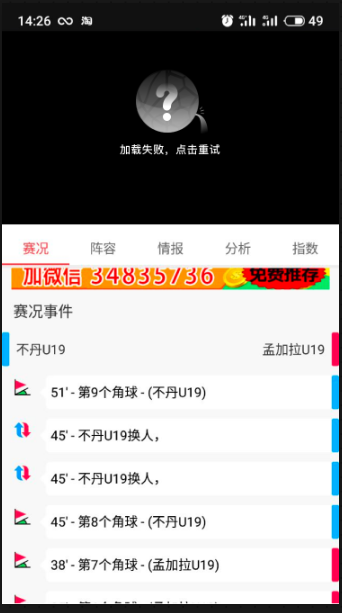 14:26 淘 49
加载失败，点击重试
赛况 阵容 情报 分析 指数
加微信 34835736 免费推荐
赛况事件
不丹U19 孟加拉U19
51' - 第9个角球 - (不丹U19)
45' - 不丹U19换人，
45' - 不丹U19换人，
45' - 第8个角球 - (不丹U19)
38' - 第7个角球 - (孟加拉U19)